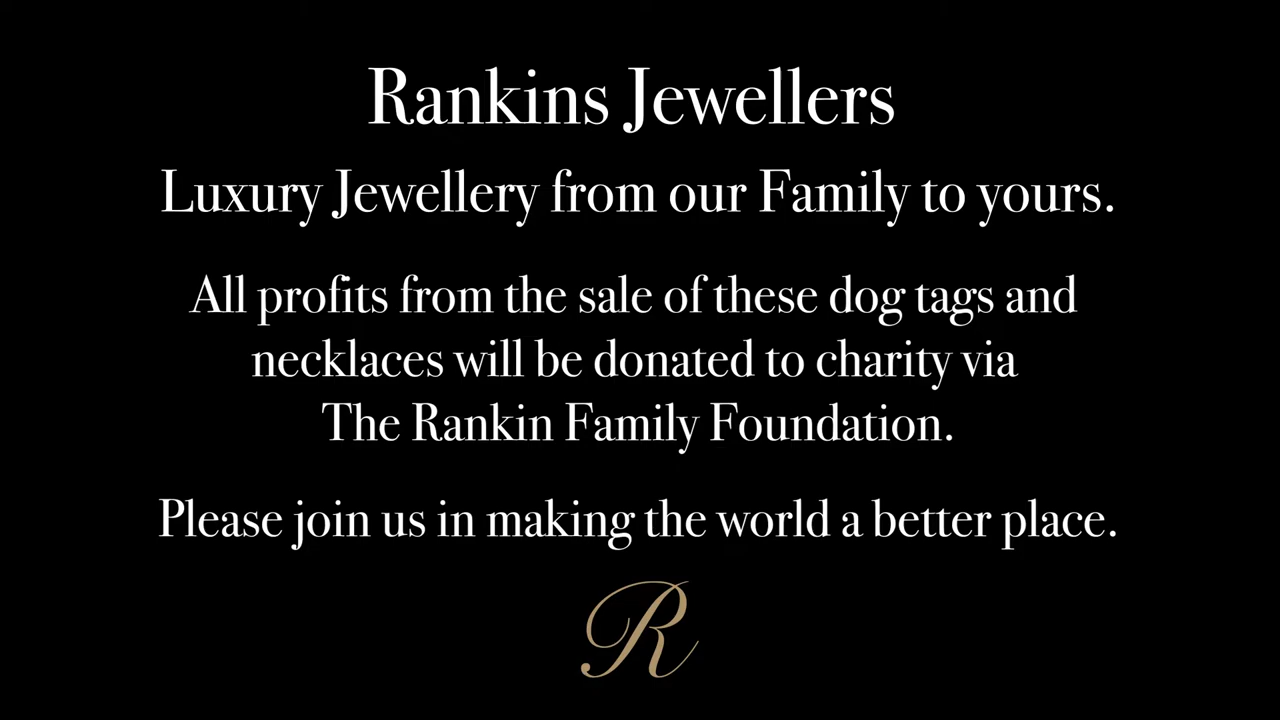 Rankins Jewellers
Luxury Jewellery from our Family to yours.
All profits from the sale of these dog tags and
necklaces will be donated to charity via
The Rankin Family Foundation.
Please join us in making the world a better place.
R